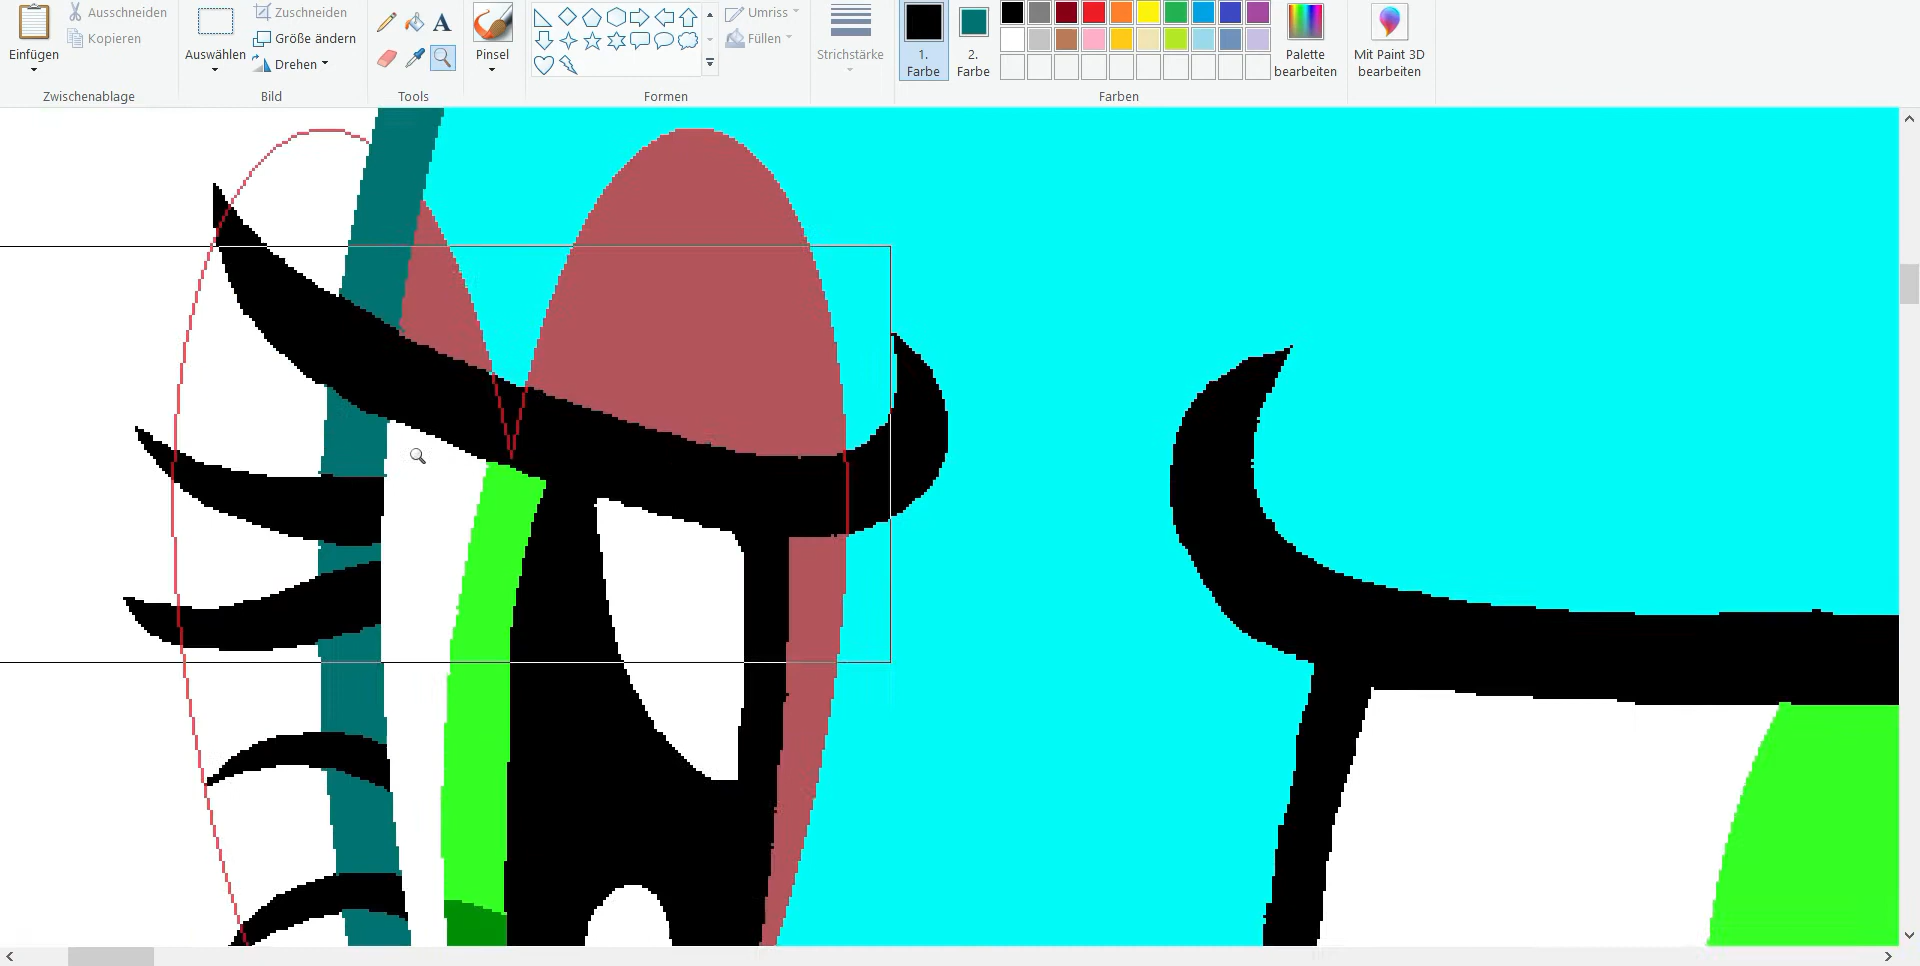 Einfügen
Ausschneiden
Kopieren
Zwischenablage
Auswählen
Zuschneiden
Größe ändern
Drehen
Bild
A
Tools
Pinsel
Formen
Umriss
Füllen
Strichstärke
1.
Farbe
2.
Farbe
Farben
Palette
bearbeiten
Mit Paint 3D
bearbeiten